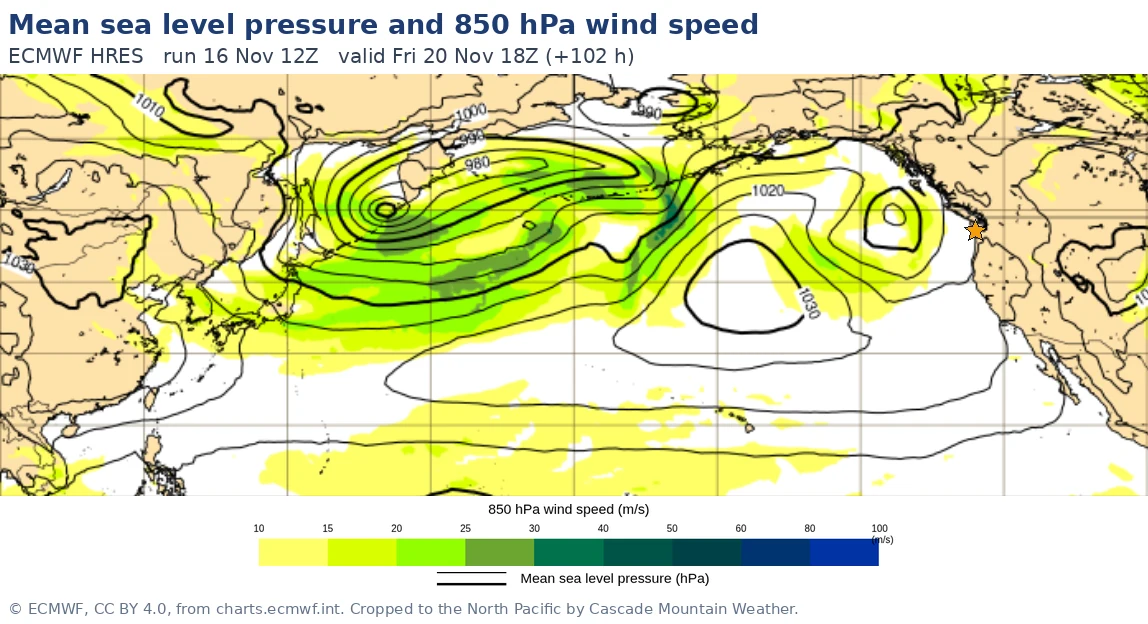 Mean sea level pressure and 850 hPa wind speed
ECMWF HRES run 16 Nov 12Z valid Fri 20 Nov 18Z (+102 h)
1010
1000
990
990
980
1020
1030
1030
850 hPa wind speed (m/s)
10 15 20 25 30 40 50 60 80 100
(m/s)
Mean sea level pressure (hPa)
© ECMWF, CC BY 4.0, from charts.ecmwf.int. Cropped to the North Pacific by Cascade Mountain Weather.